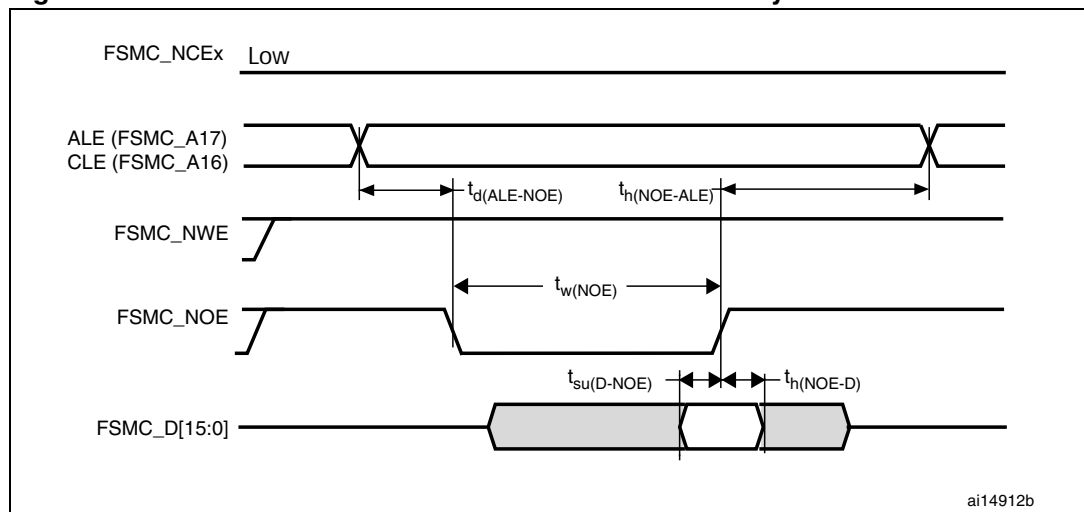 FSMC_NCEx Low
ALE (FSMC_A17)
CLE (FSMC_A16)
td(ALE-NOE) th(NOE-ALE)
FSMC_NWE
tw(NOE)
FSMC_NOE
tsu(D-NOE) th(NOE-D)
FSMC_D[15:0]
ai14912b